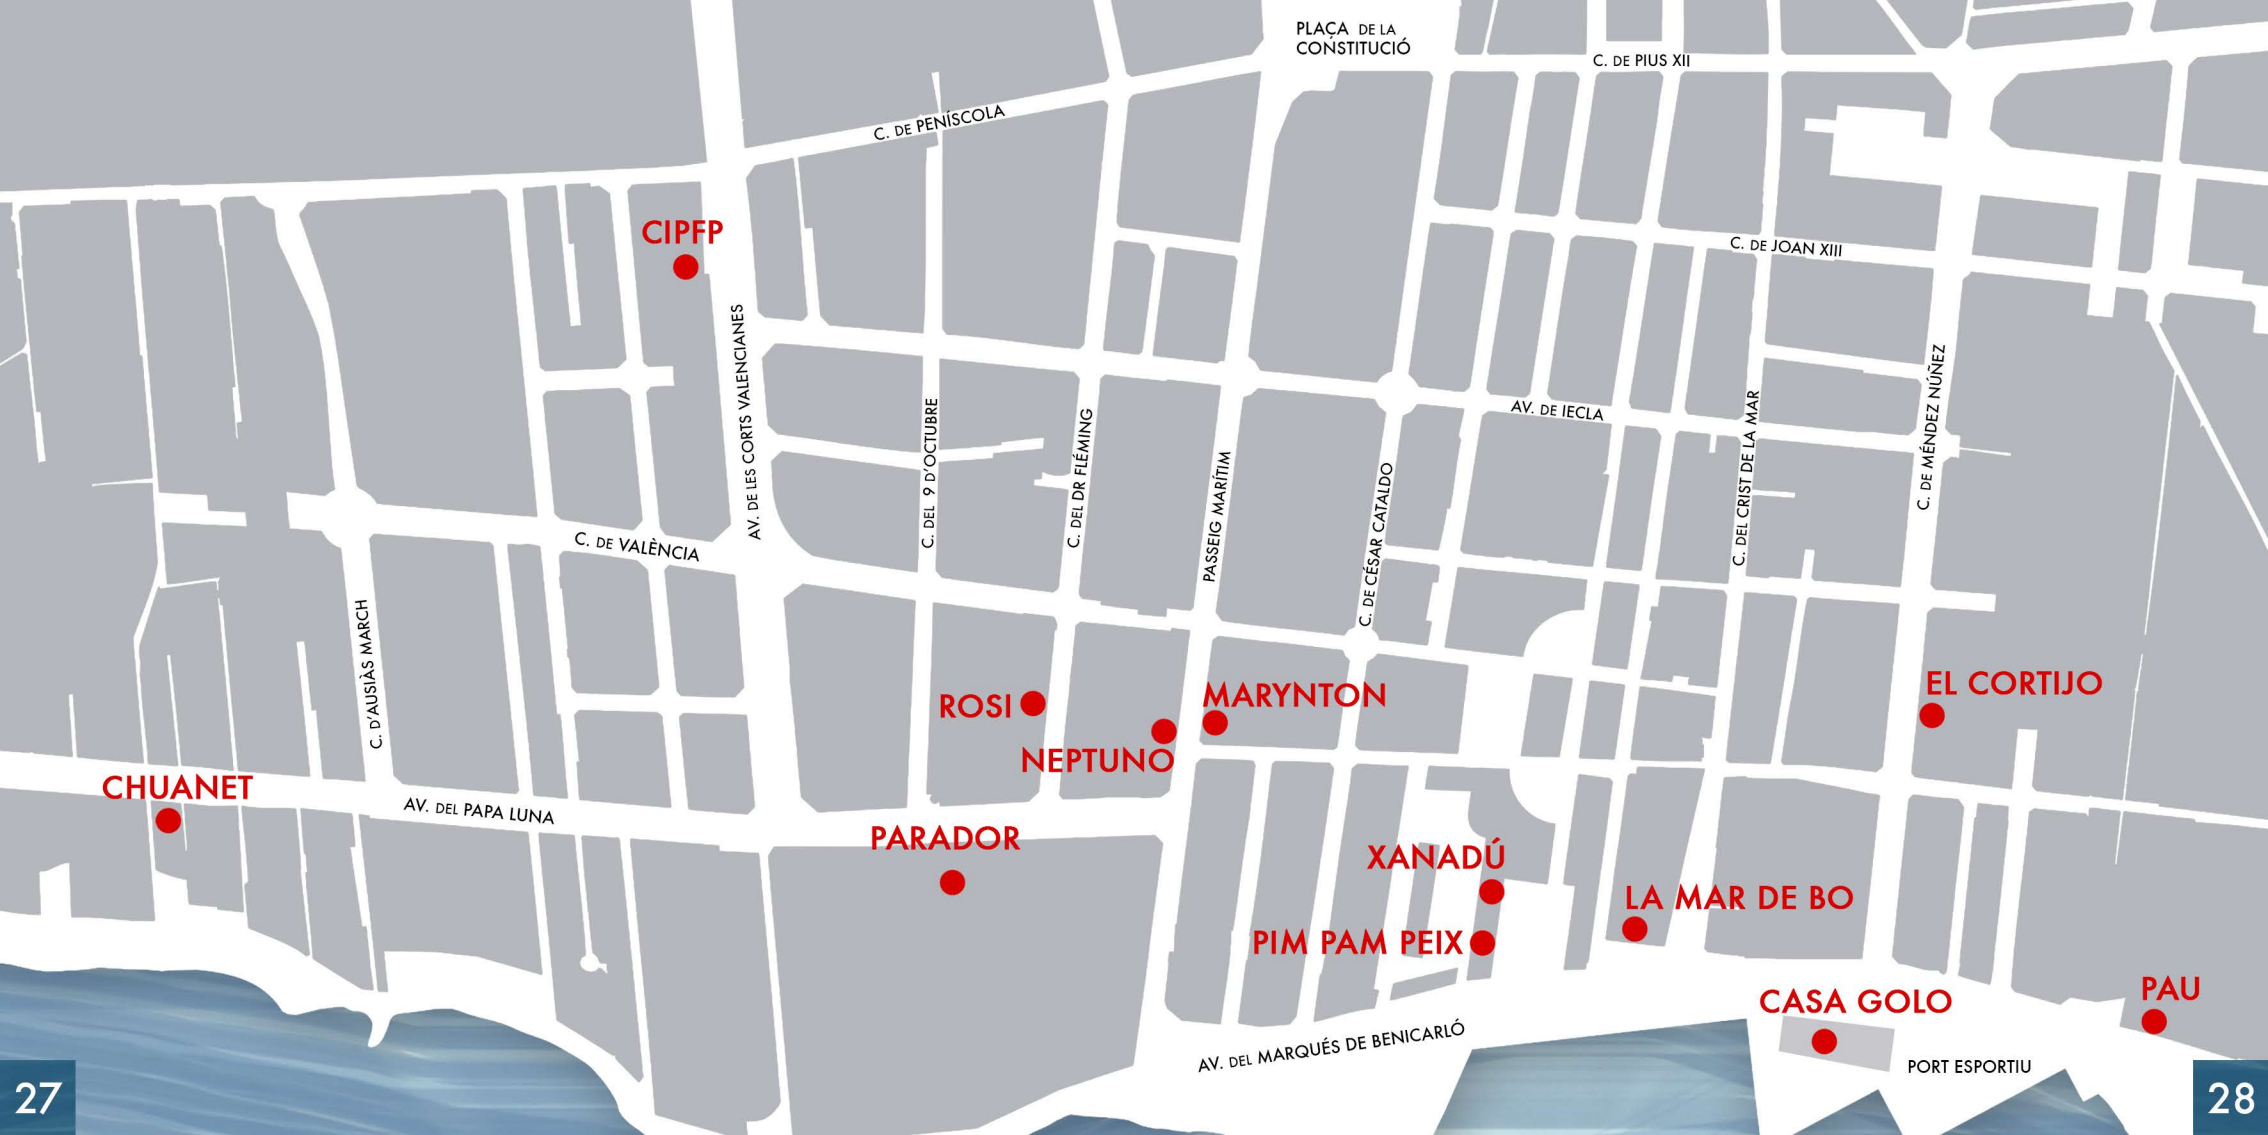 PLAÇA DE LA
CONSTITUCIÓ
C. DE PIUS XII
C. DE PENÍSCOLA
CIPFP
C. DE JOAN XIII
AV. DE LES CORTS VALENCIANES
C. DEL 9 D'OCTUBRE
C. DEL DR FLÉMING
PASSEIG MARÍTIM
C. DE CÉSAR CATALDO
AV. DE IECLA
C. DEL CRIST DE LA MAR
C. DE MÉNDEZ NÚÑEZ
C. DE VALÈNCIA
C. D'AUSIÀS MARCH
ROSI
MARYNTON
NEPTUNO
EL CORTIJO
CHUANET
AV. DEL PAPA LUNA
PARADOR
XANADÚ
LA MAR DE BO
PIM PAM PEIX
CASA GOLO
PAU
AV. DEL MARQUÉS DE BENICARLÓ
PORT ESPORTIU
27
28